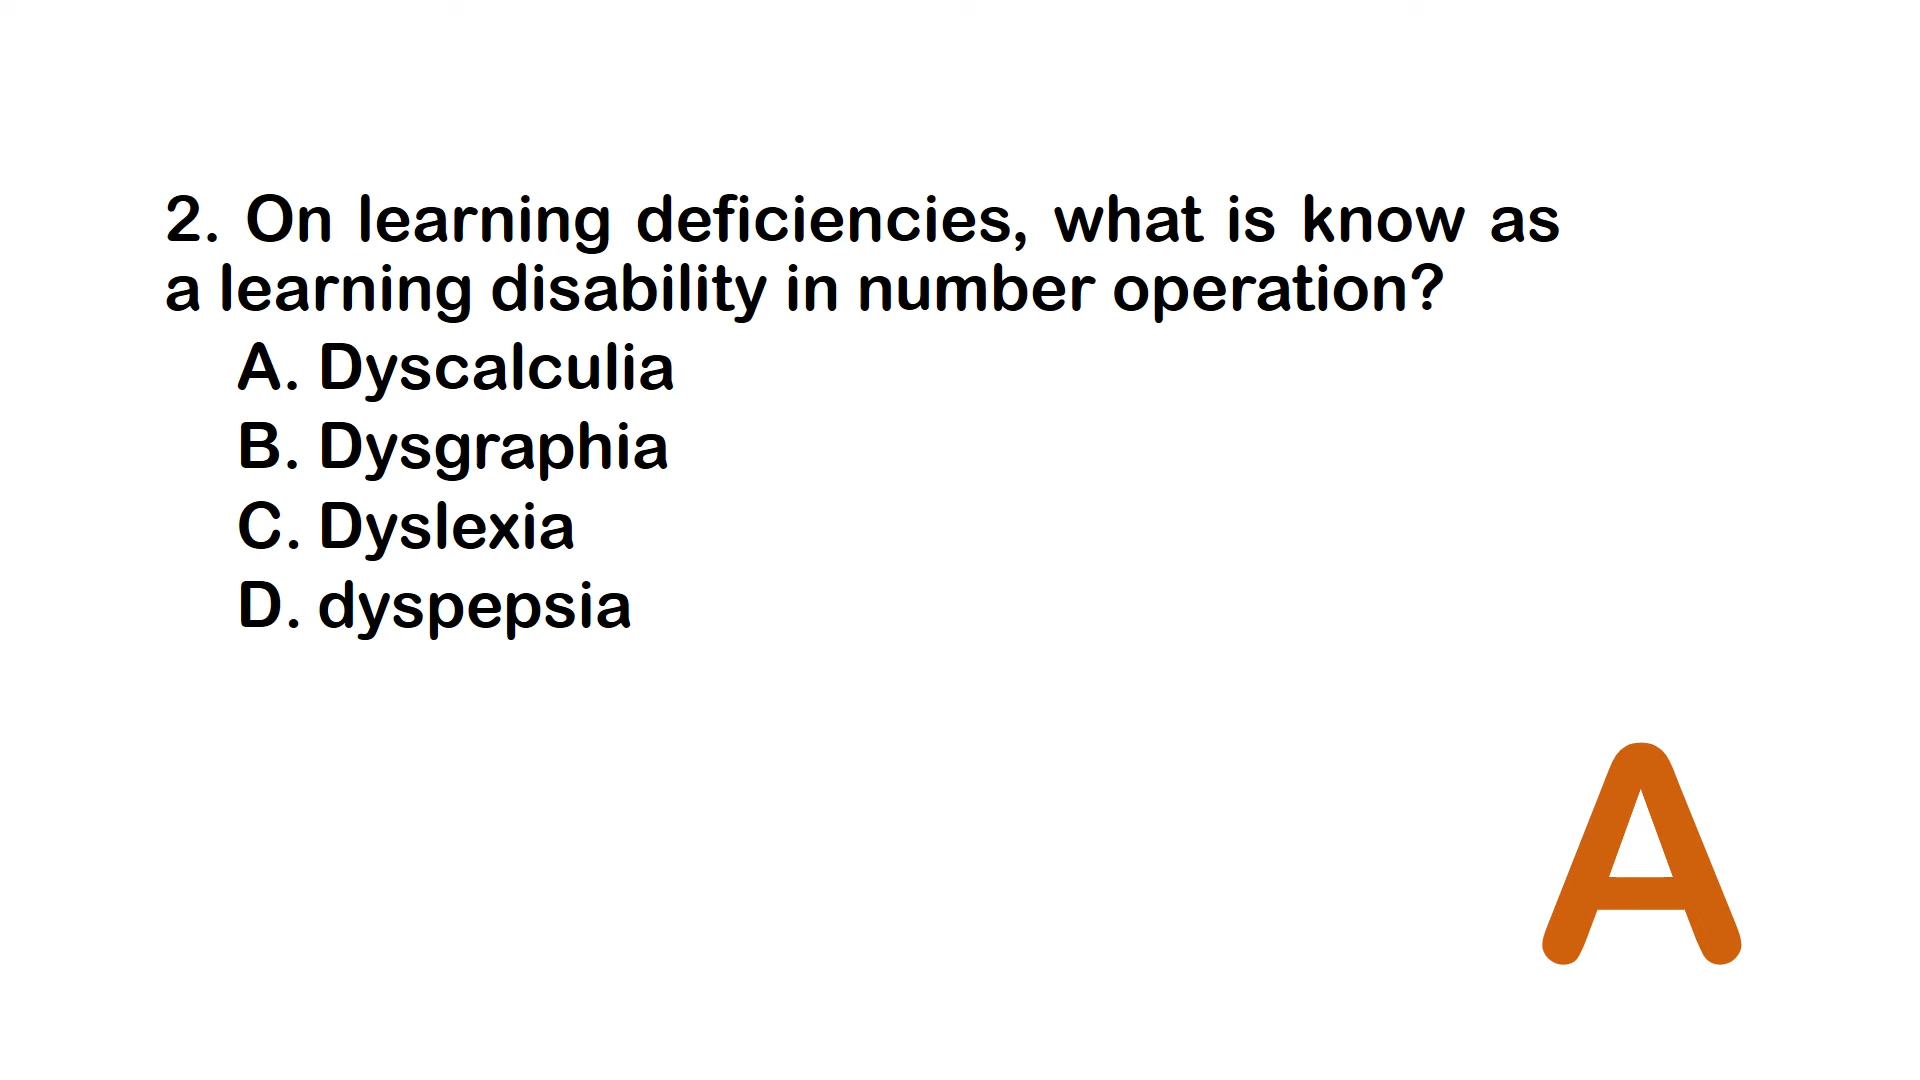 2. On learning deficiencies, what is know as
a learning disability in number operation?
A. Dyscalculia
B. Dysgraphia
C. Dyslexia
D. dyspepsia
A